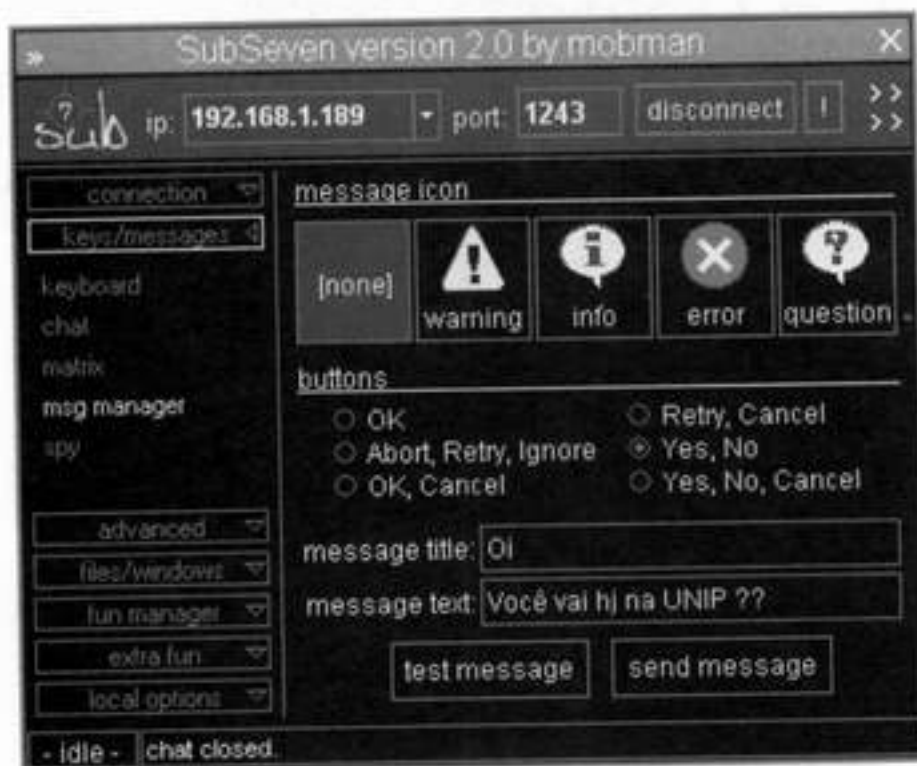 » SubSeven version 2.0 by mobman X
7
sub ip: 192.168.1.189 port: 1243 disconnect ! >> >>
connection
keys/messages
keyboard
chat
matrix
msg manager
spy
advanced
files/windows
fun manager
extra fun
local options
message icon
[none] warning info error question
buttons
OK
Retry, Cancel
Abort, Retry, Ignore
Yes, No
OK, Cancel
Yes, No, Cancel
message title: Oi
message text: Você vai hj na UNIP ??
test message send message
- idle - chat closed.